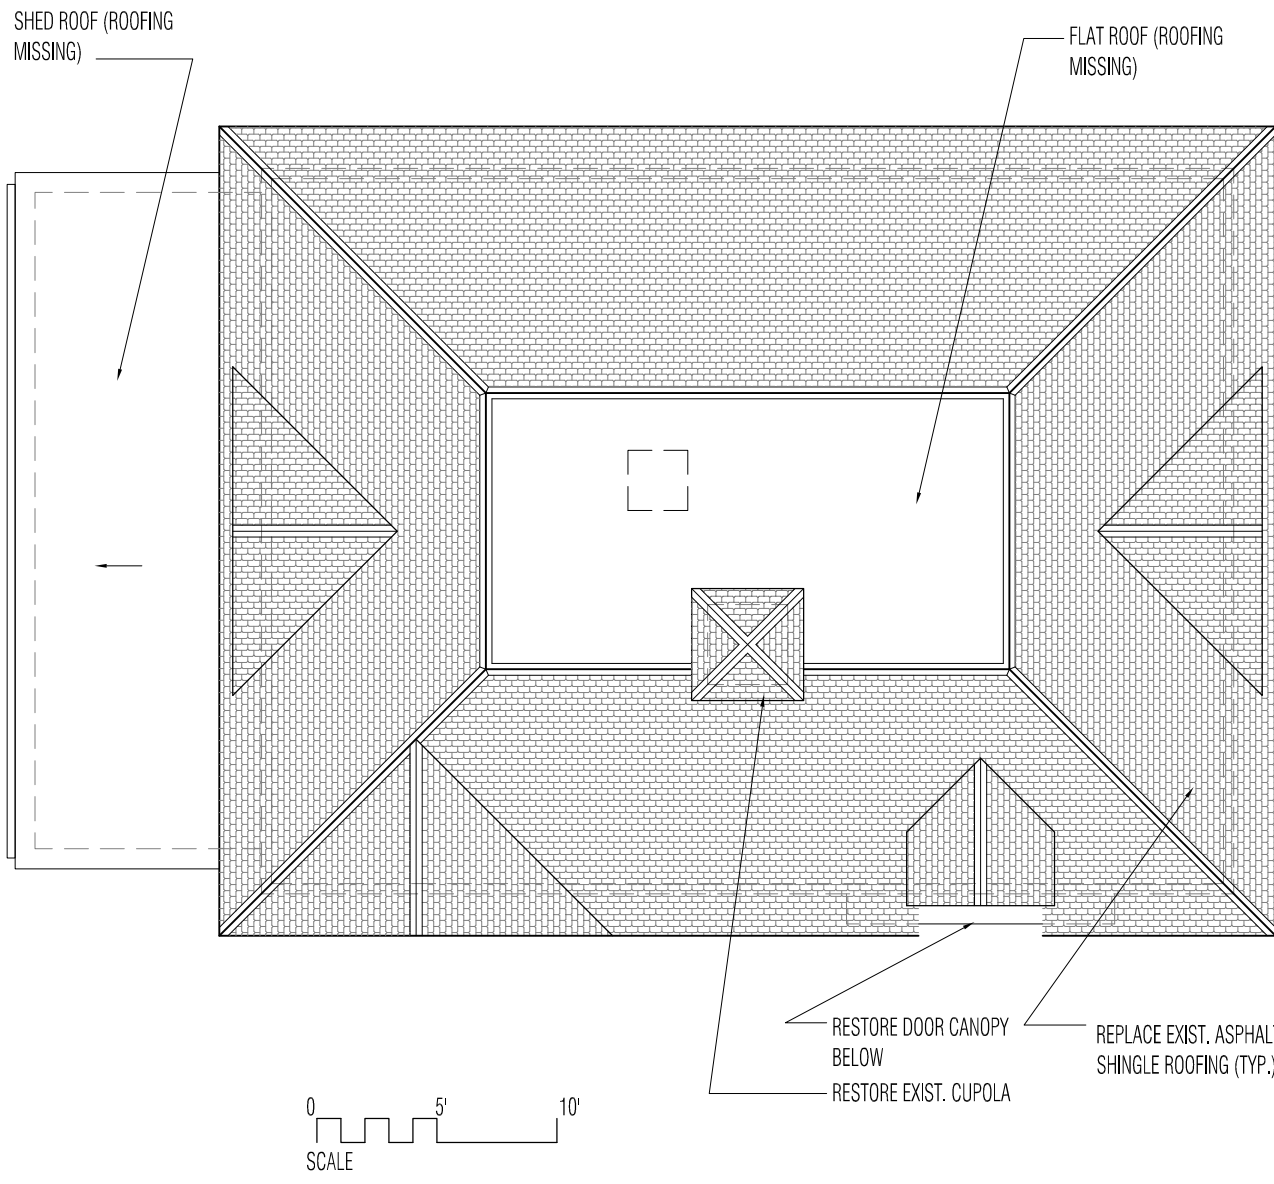 SHED ROOF (ROOFING
MISSING)
FLAT ROOF (ROOFING
MISSING)
RESTORE DOOR CANOPY
BELOW
REPLACE EXIST. ASPHALT
SHINGLE ROOFING (TYP.)
RESTORE EXIST. CUPOLA
0 5' 10'
SCALE